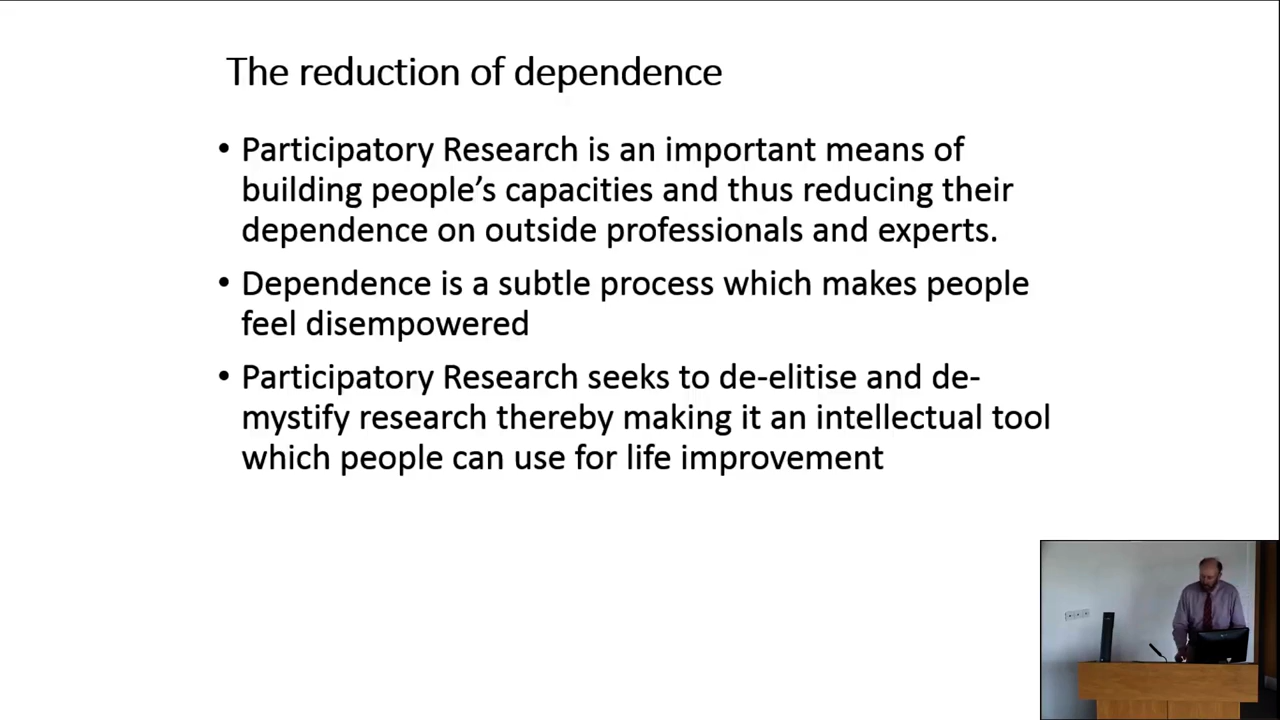 The reduction of dependence
• Participatory Research is an important means of
building people’s capacities and thus reducing their
dependence on outside professionals and experts.
• Dependence is a subtle process which makes people
feel disempowered
• Participatory Research seeks to de-elitise and de-
mystify research thereby making it an intellectual tool
which people can use for life improvement